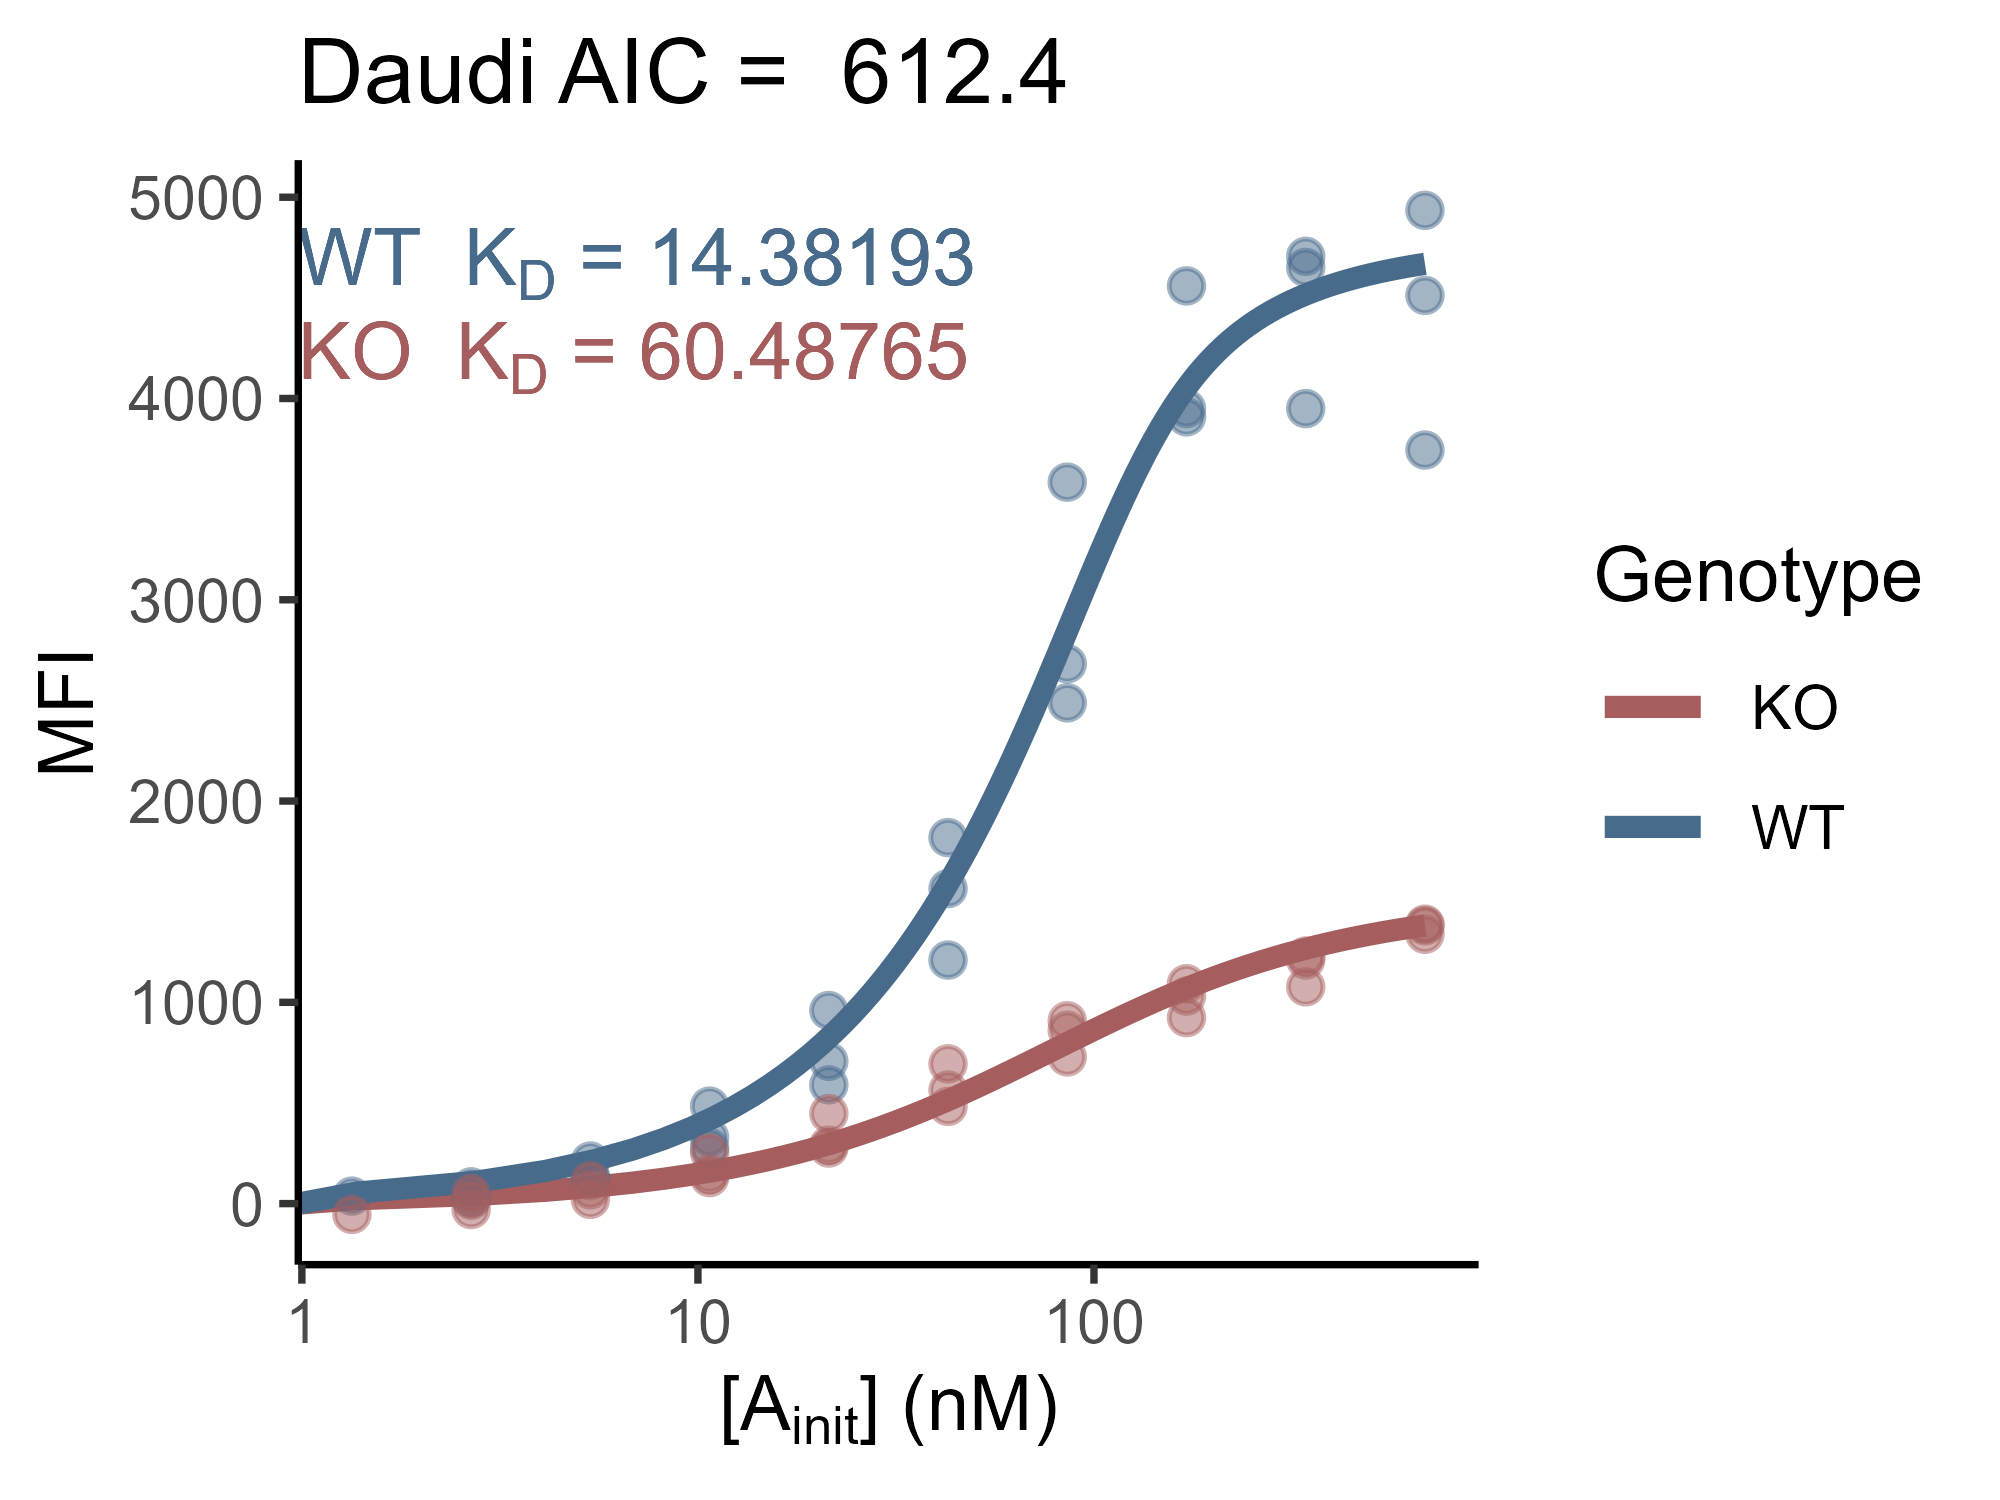 Daudi AIC =  612.4
5000
4000
3000
2000
1000
0
MFI
WT  K_D = 14.38193
KO  K_D = 60.48765
1
10
100
[A_init] (nM)
Genotype
KO
WT